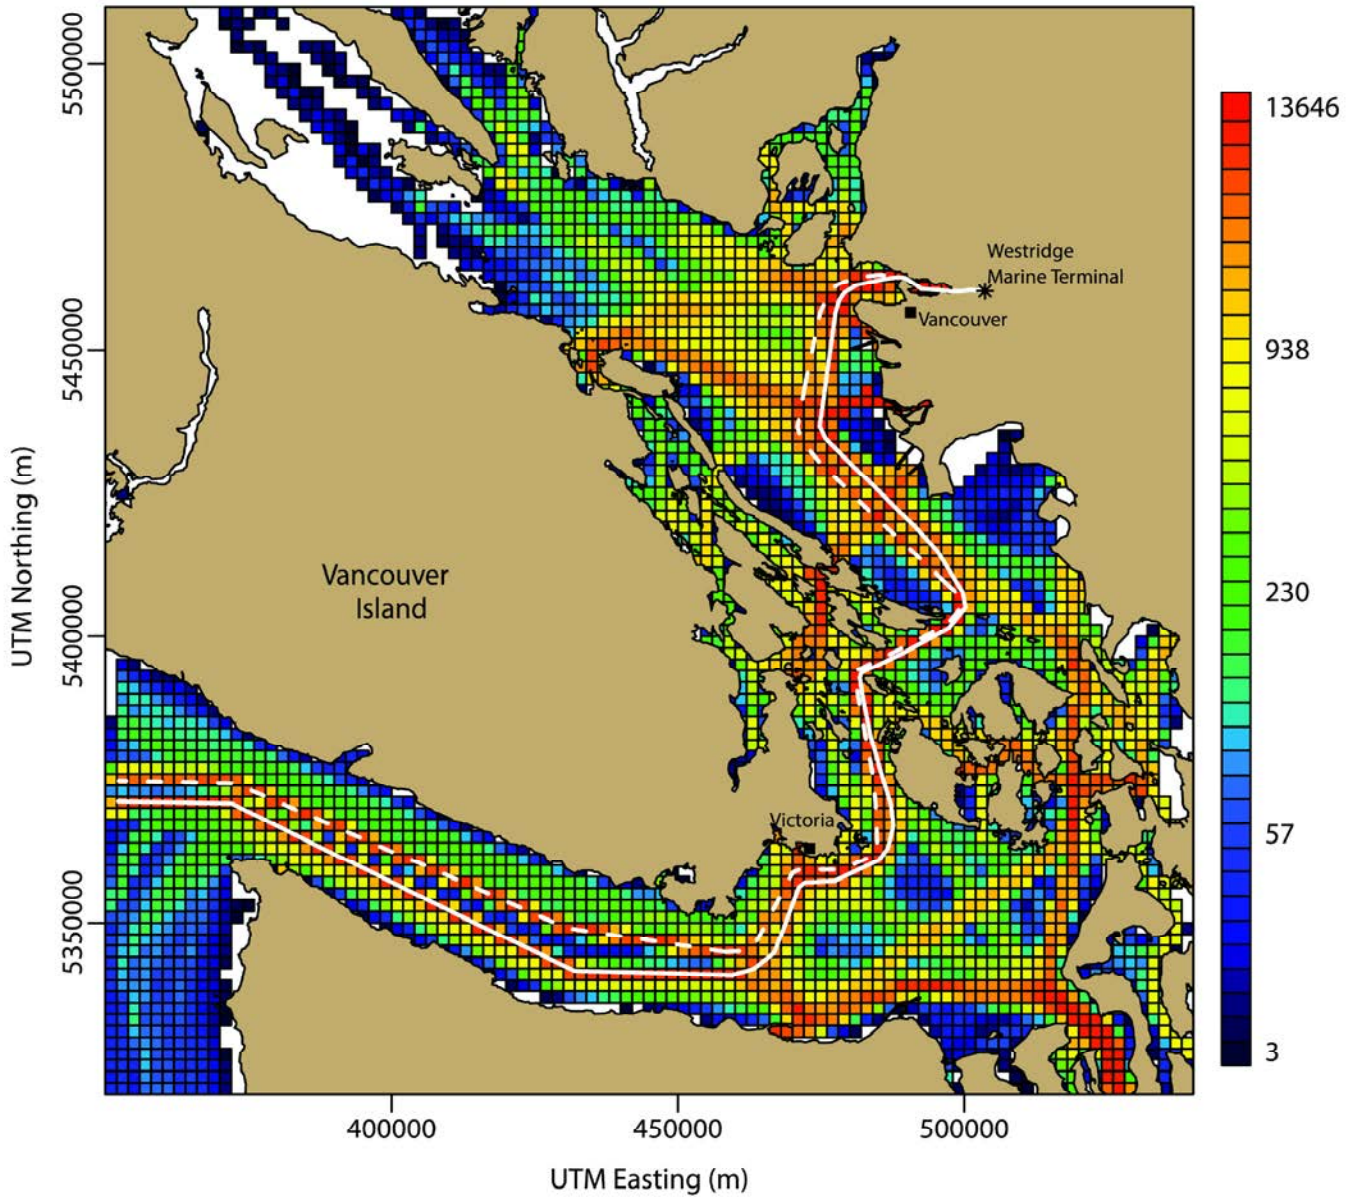 5500000
13646
Westridge
Marine Terminal
Vancouver
5450000
938
UTM Northing (m)
Vancouver
Island
230
5400000
Victoria
57
5350000
3
400000
450000
500000
UTM Easting (m)